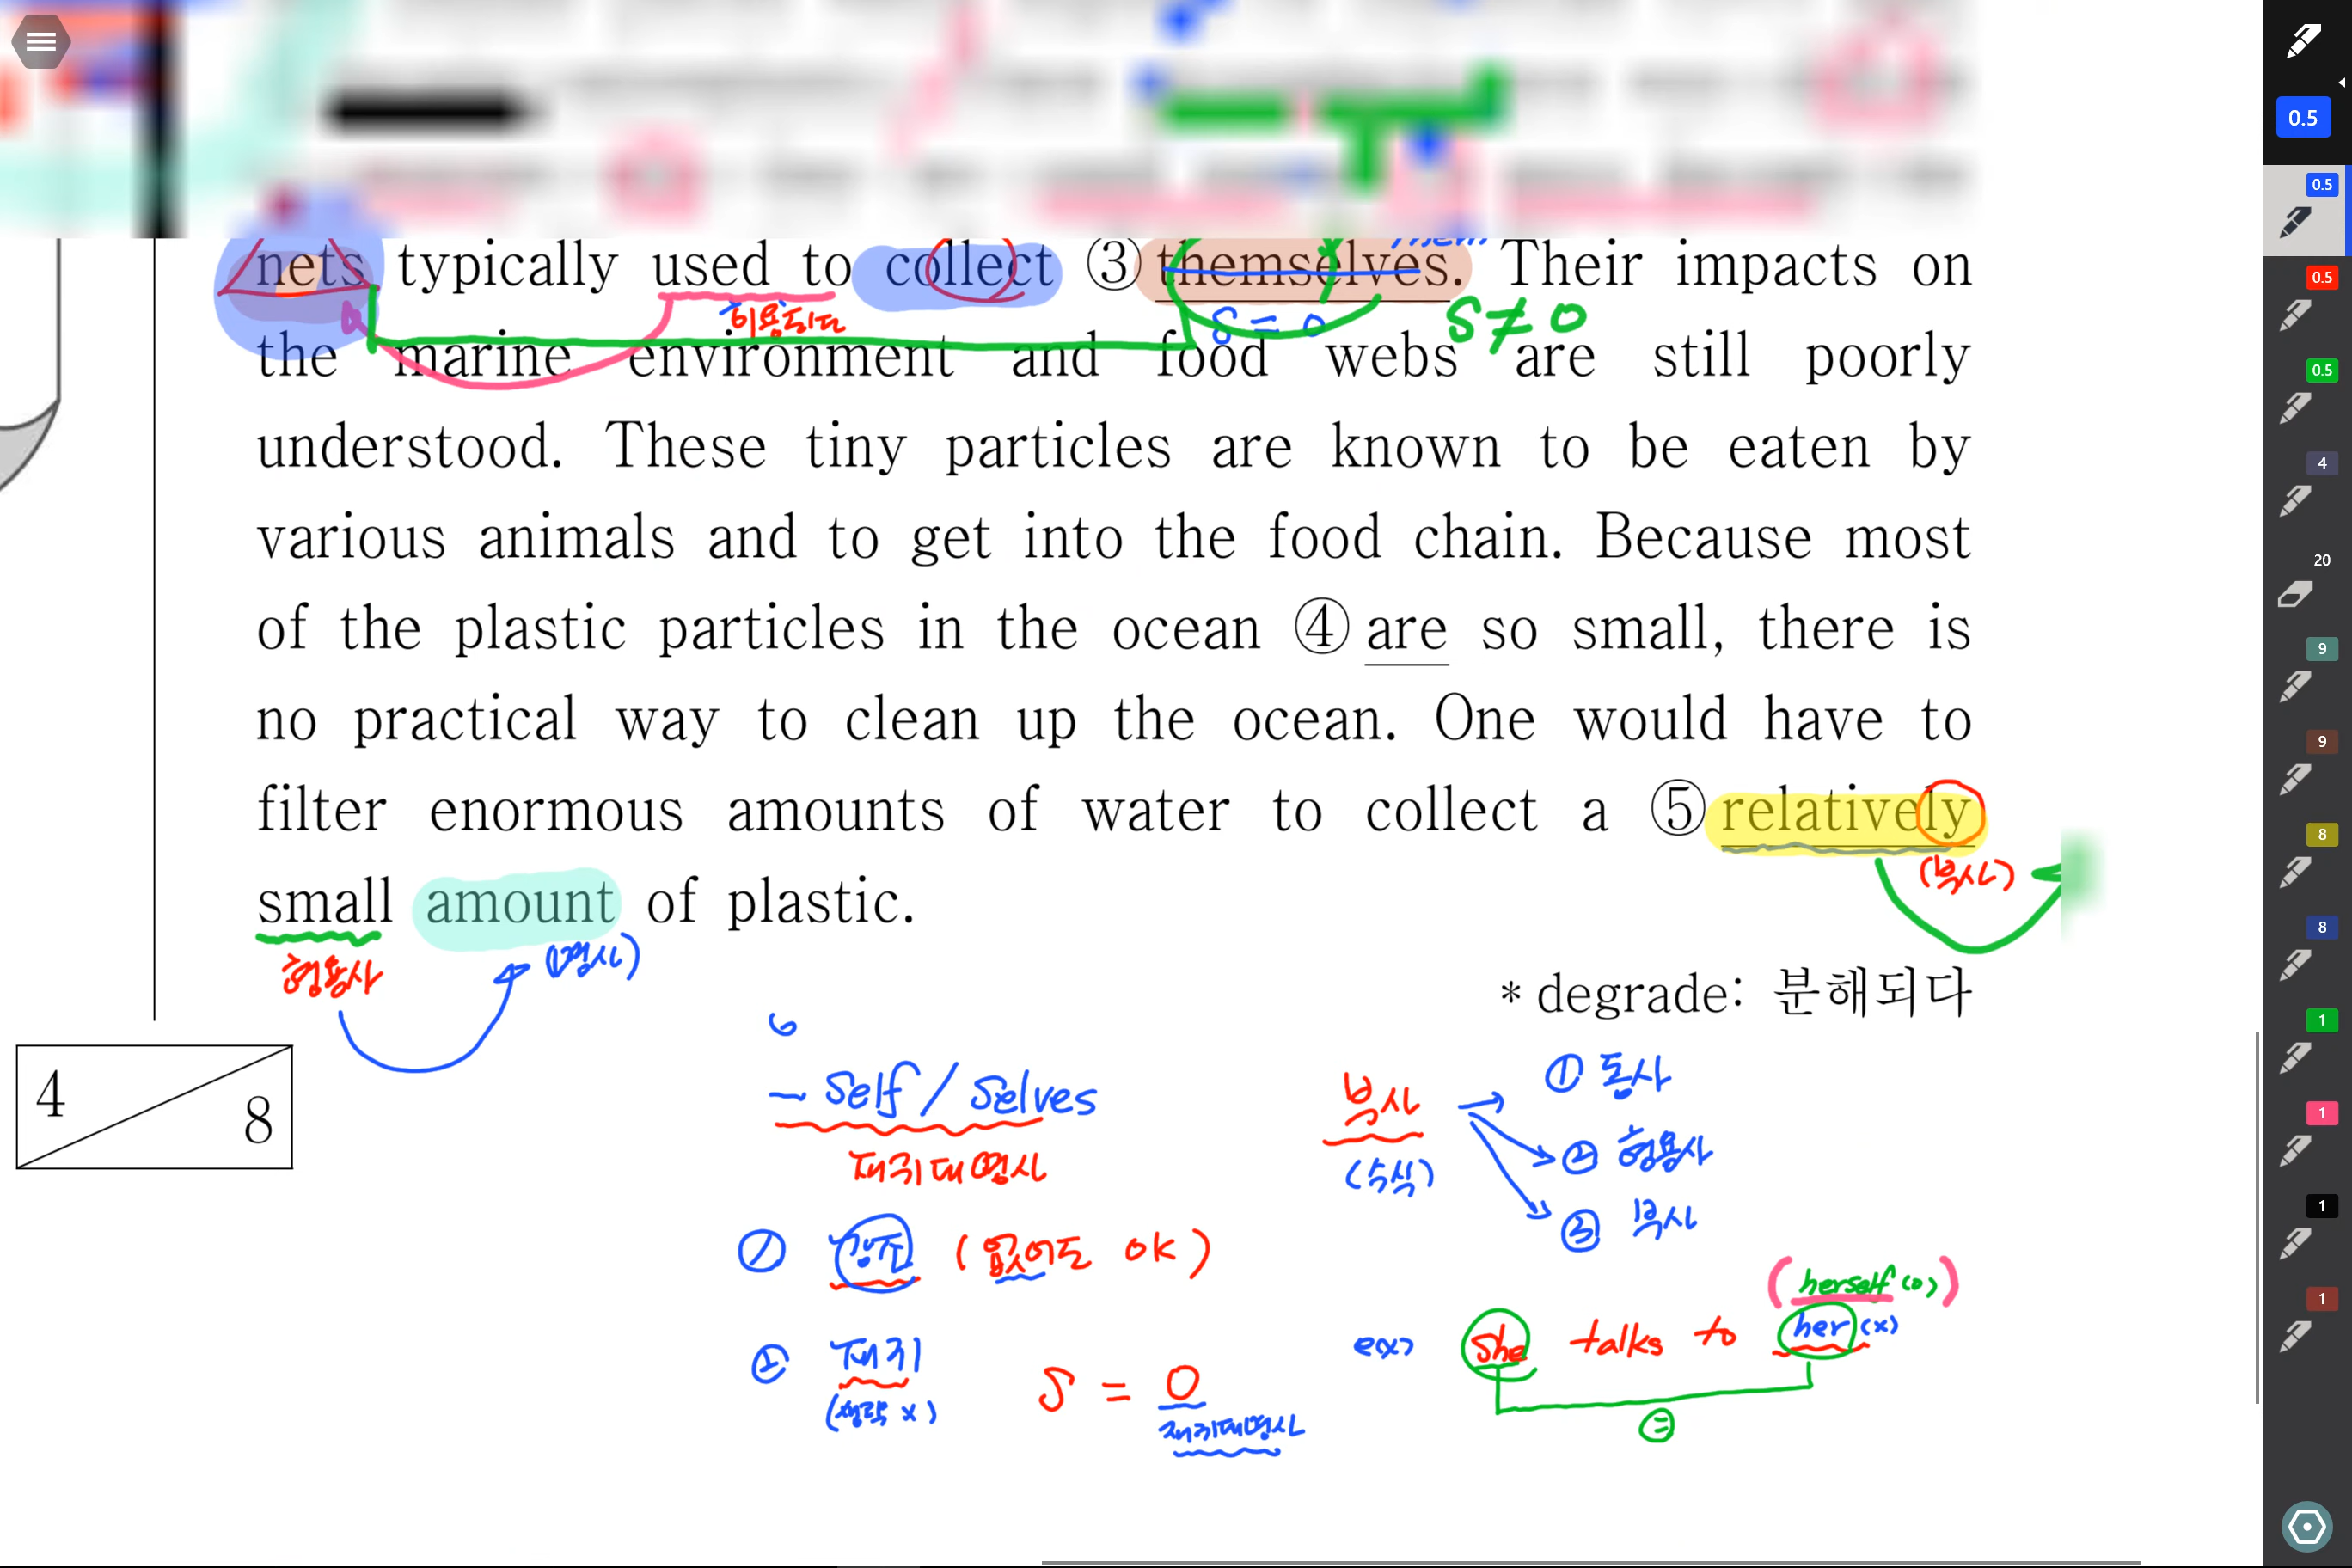 nets typically used to collect ③ themselves. Their impacts on
S = O S ≠ O
the marine environment and food webs are still poorly
understood. These tiny particles are known to be eaten by
various animals and to get into the food chain. Because most
of the plastic particles in the ocean ④ are so small, there is
no practical way to clean up the ocean. One would have to
filter enormous amounts of water to collect a ⑤ relatively
(부사)
small amount of plastic.
형용사 (명사)
* degrade: 분해되다
4 8
~ self / selves
재귀대명사
① 강조 (없어도 OK)
② 재귀
(생략 x)
S = O
재귀대명사
부사
(수식)
① 동사
② 형용사
③ 부사
(herself (o))
ex) She talks to her (x)
=
0.5
0.5
0.5
0.5
4
20
9
9
8
8
1
1
1
1